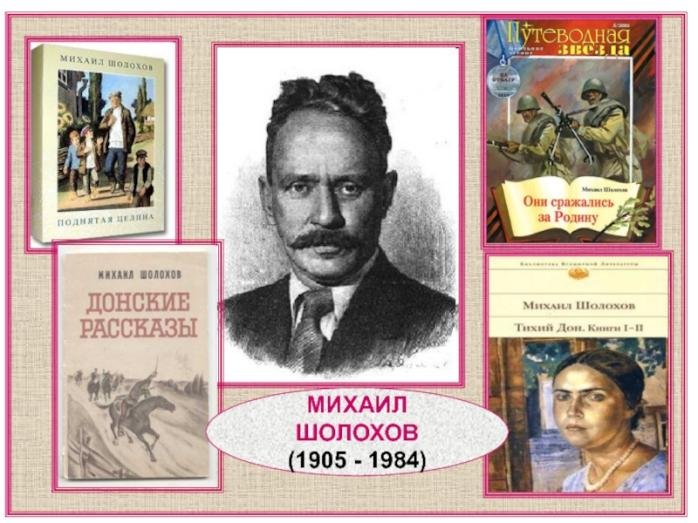 МИХАИЛ ШОЛОХОВ
ПОДНЯТАЯ ЦЕЛИНА
Путеводная
звезда
Михаил Шолохов
Они сражались
за Родину
МИХАИЛ ШОЛОХОВ
ДОНСКИЕ
РАССКАЗЫ
Библиотека Всемирной Литературы
Михаил Шолохов
Тихий Дон. Книги I–II
МИХАИЛ
ШОЛОХОВ
(1905 - 1984)